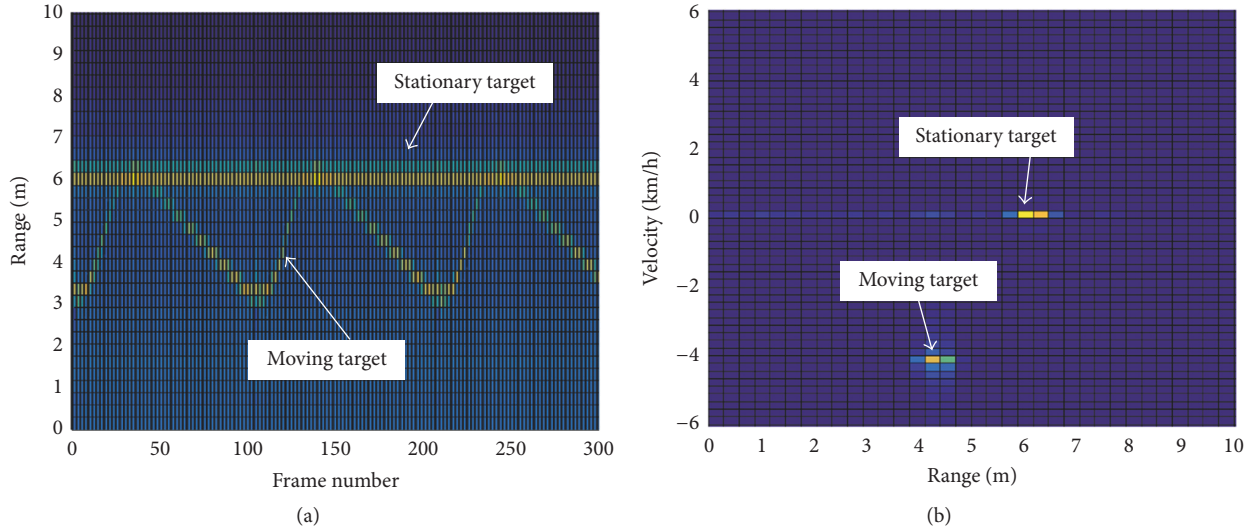 10
9
8
7
6
5
4
3
2
1
0
Range (m)
Stationary target
Moving target
0 50 100 150 200 250 300
Frame number
(a)
6
4
2
0
−2
−4
−6
Velocity (km/h)
Stationary target
Moving target
0 1 2 3 4 5 6 7 8 9 10
Range (m)
(b)